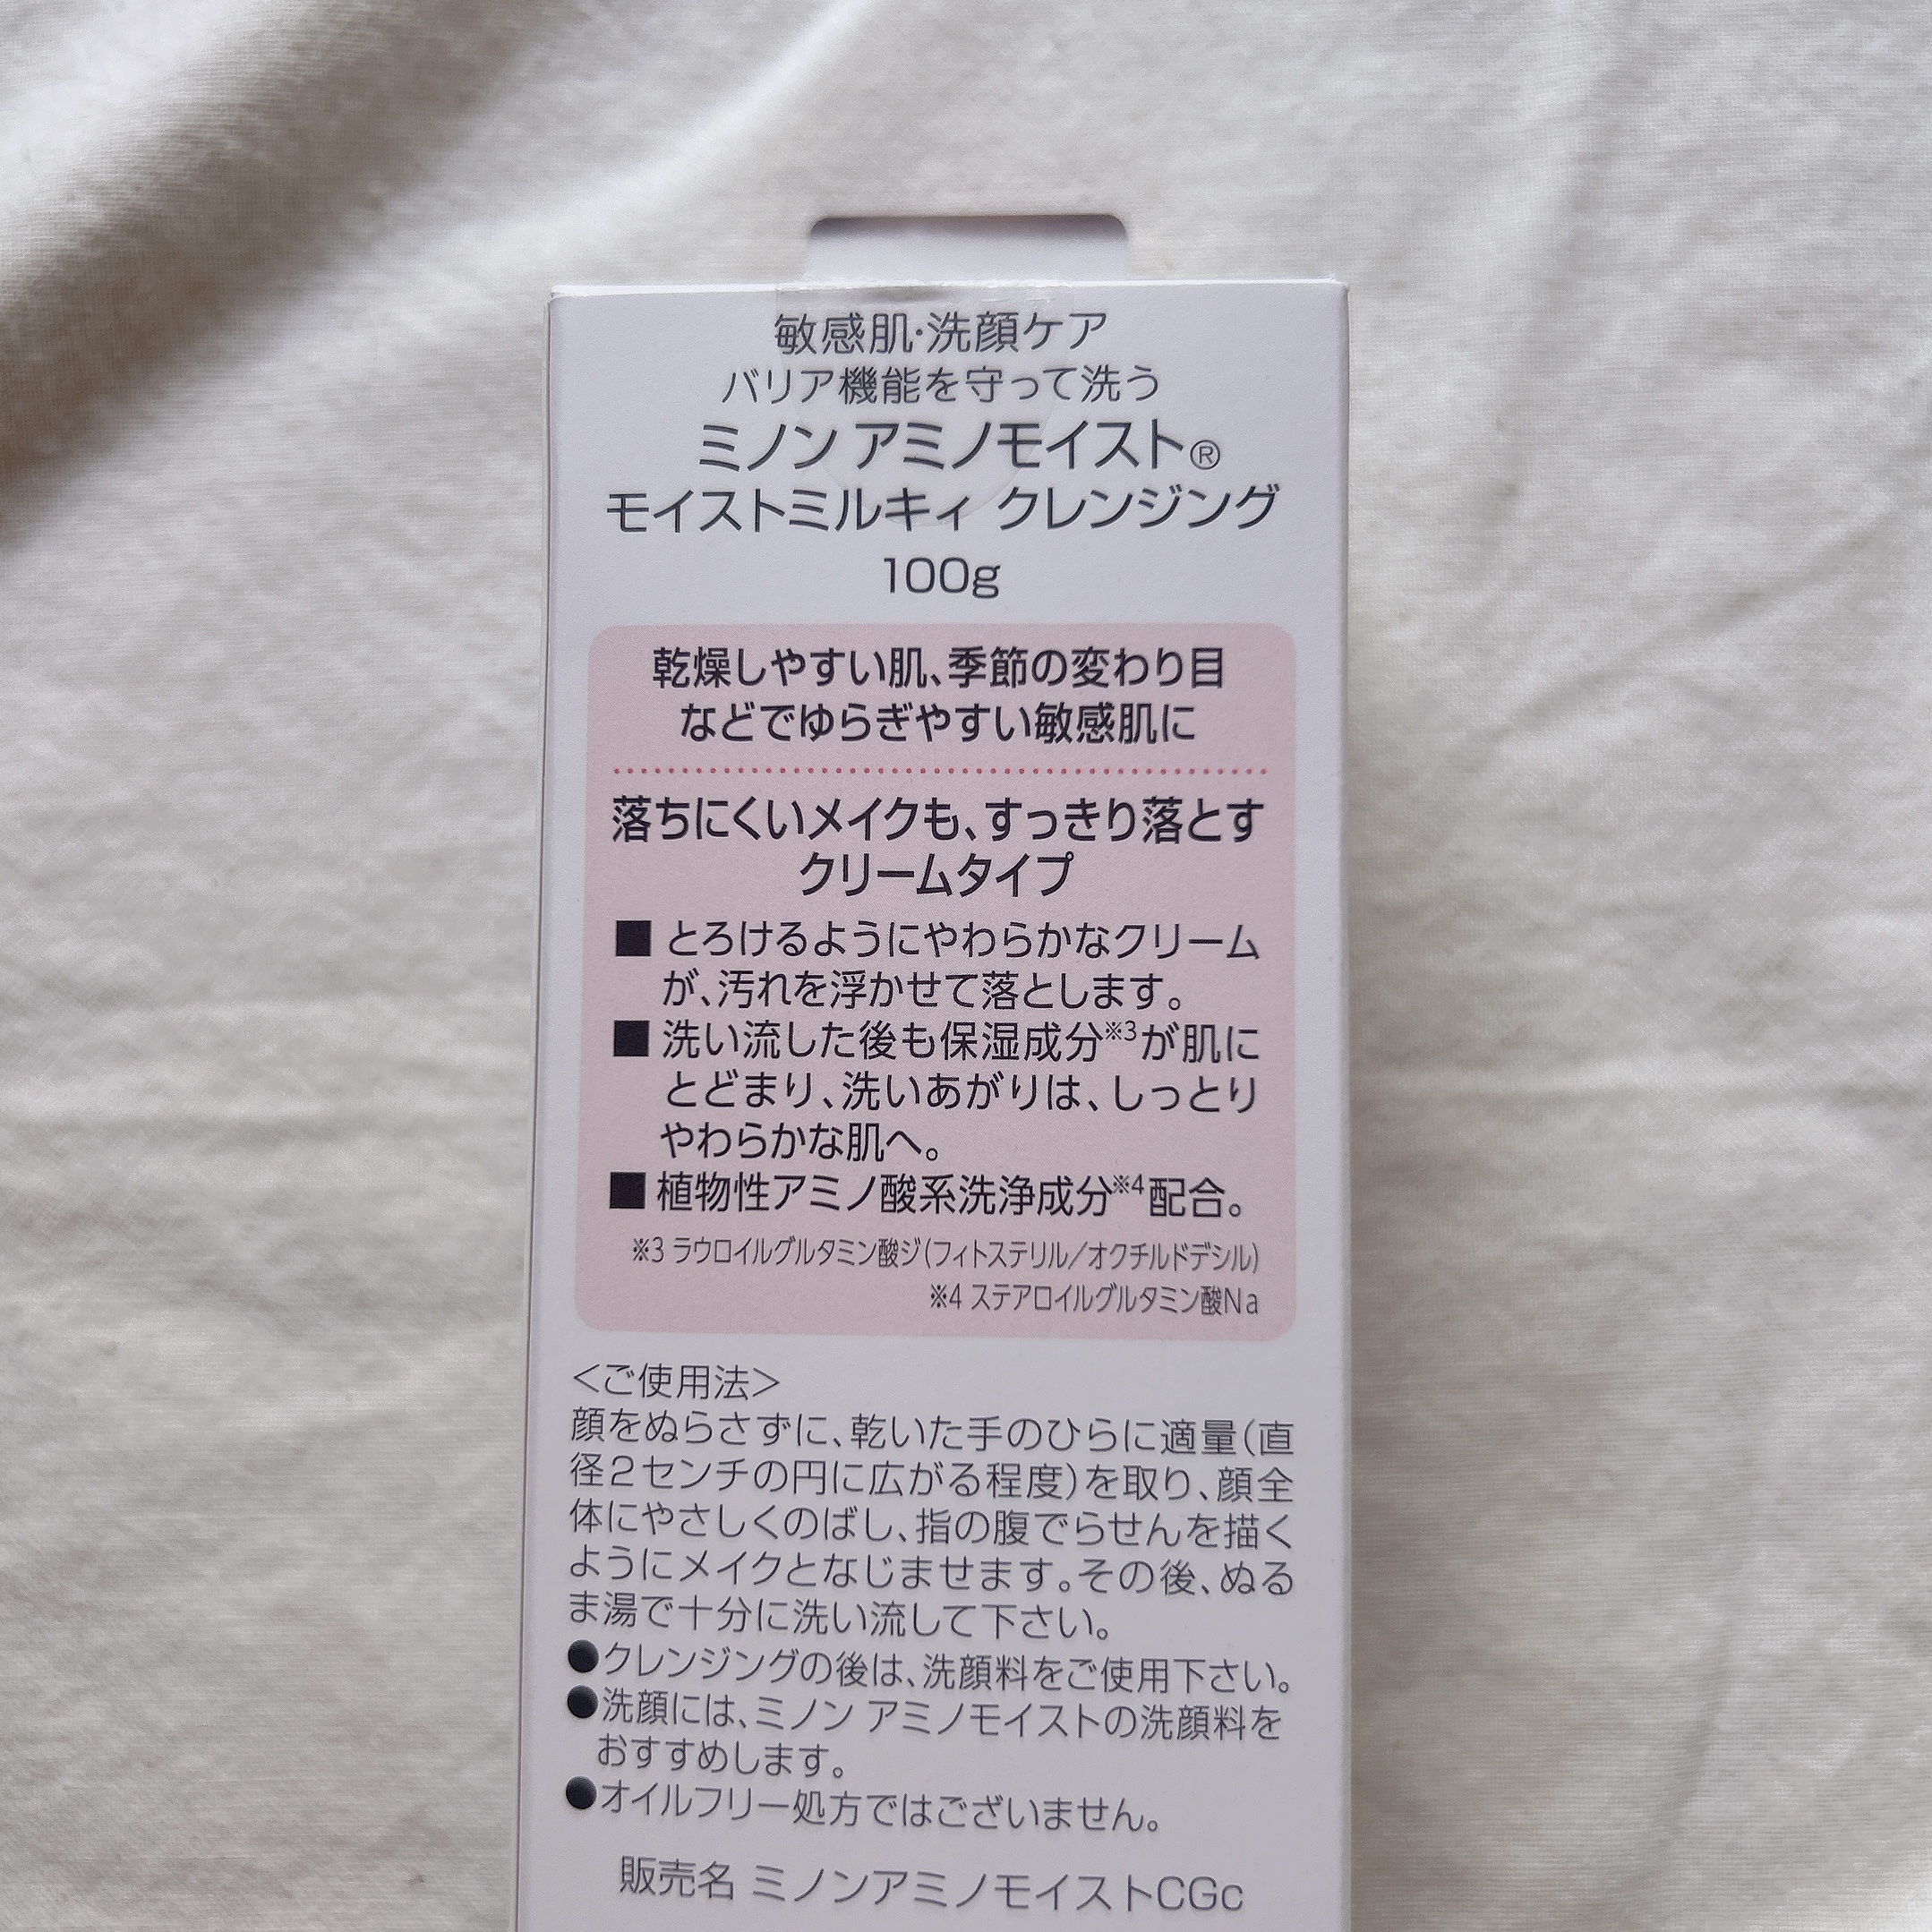 敏感肌・洗顔ケア
バリア機能を守って洗う
ミノン アミノモイスト®
モイストミルキィ クレンジング
100g
乾燥しやすい肌、季節の変わり目
などでゆらぎやすい敏感肌に
落ちにくいメイクも、すっきり落とす
クリームタイプ
■ とろけるようにやわらかなクリーム
が、汚れを浮かせて落とします。
■ 洗い流した後も保湿成分※3が肌に
とどまり、洗いあがりは、しっとり
やわらかな肌へ。
■ 植物性アミノ酸系洗浄成分※4配合。
※3 ラウロイルグルタミン酸ジ(フィトステリル/オクチルドデシル)
※4 ステアロイルグルタミン酸Na
<ご使用法>
顔をぬらさずに、乾いた手のひらに適量(直
径2センチの円に広がる程度)を取り、顔全
体にやさしくのばし、指の腹でらせんを描く
ようにメイクとなじませます。その後、ぬる
ま湯で十分に洗い流して下さい。
●クレンジングの後は、洗顔料をご使用下さい。
●洗顔には、ミノン アミノモイストの洗顔料を
おすすめします。
●オイルフリー処方ではございません。
販売名 ミノンアミノモイストCGc